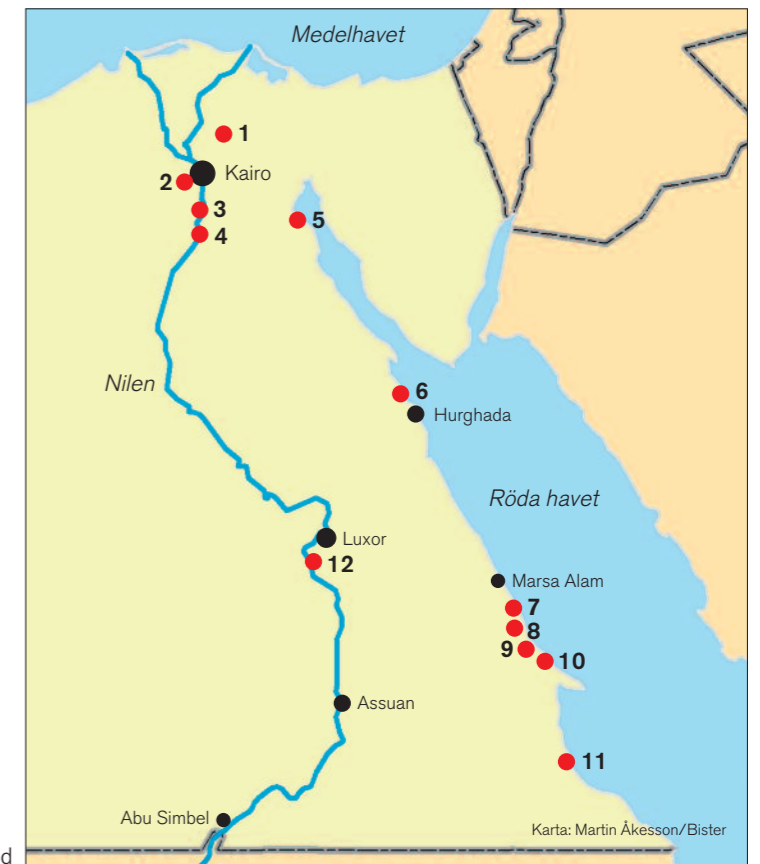 Medelhavet
1
Kairo
2
3
4
5
Nilen
6
Hurghada
Röda havet
Luxor
12
Marsa Alam
7
8
9
10
Assuan
11
Abu Simbel
Karta: Martin Åkesson/Bister
d